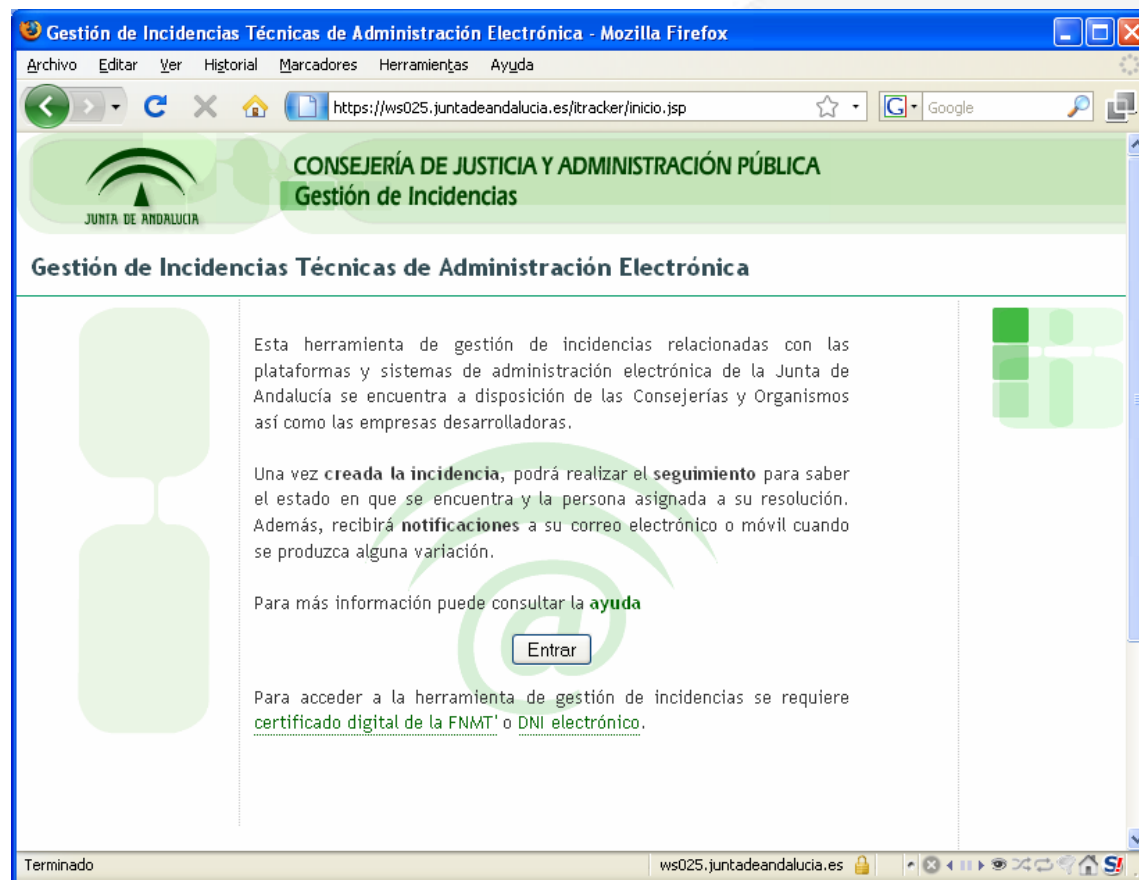 Gestión de Incidencias Técnicas de Administración Electrónica - Mozilla Firefox
Archivo Editar Ver Historial Marcadores Herramientas Ayuda
https://ws025.juntadeandalucia.es/itracker/inicio.jsp
G Google
CONSEJERÍA DE JUSTICIA Y ADMINISTRACIÓN PÚBLICA
Gestión de Incidencias
JUNTA DE ANDALUCIA
Gestión de Incidencias Técnicas de Administración Electrónica
Esta herramienta de gestión de incidencias relacionadas con las
plataformas y sistemas de administración electrónica de la Junta de
Andalucía se encuentra a disposición de las Consejerías y Organismos
así como las empresas desarrolladoras.
Una vez creada la incidencia, podrá realizar el seguimiento para saber
el estado en que se encuentra y la persona asignada a su resolución.
Además, recibirá notificaciones a su correo electrónico o móvil cuando
se produzca alguna variación.
Para más información puede consultar la ayuda
Entrar
Para acceder a la herramienta de gestión de incidencias se requiere
certificado digital de la FNMT' o DNI electrónico.
Terminado
ws025.juntadeandalucia.es
S!